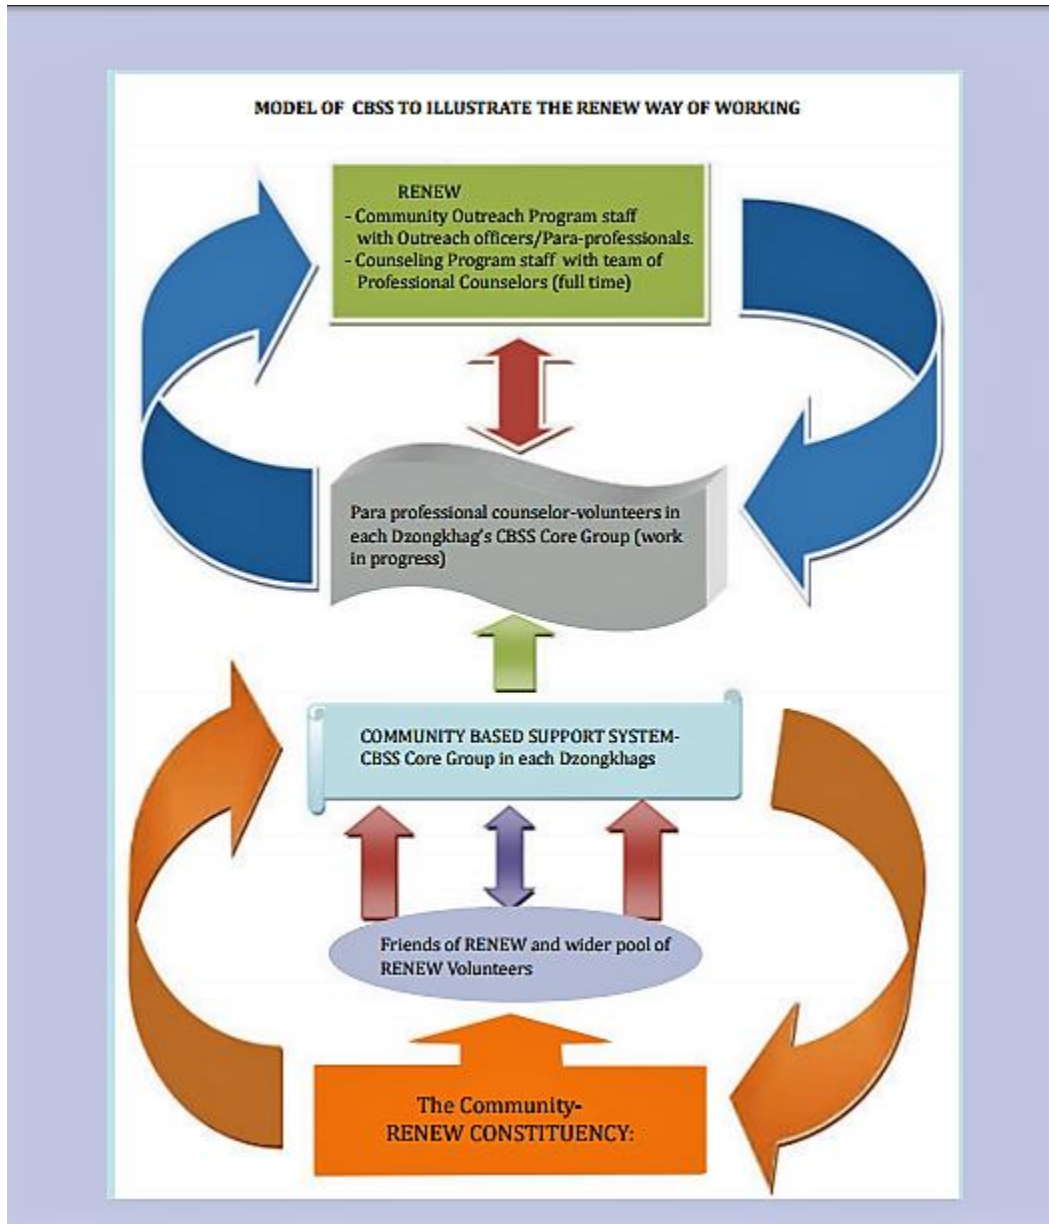 MODEL OF CBSS TO ILLUSTRATE THE RENEW WAY OF WORKING
RENEW
- Community Outreach Program staff
with Outreach officers/Para-professionals.
- Counseling Program staff with team of
Professional Counselors (full time)
Para professional counselor-volunteers in
each Dzongkhag's CBSS Core Group (work
in progress)
COMMUNITY BASED SUPPORT SYSTEM-
CBSS Core Group in each Dzongkhags
Friends of RENEW and wider pool of
RENEW Volunteers
The Community-
RENEW CONSTITUENCY: